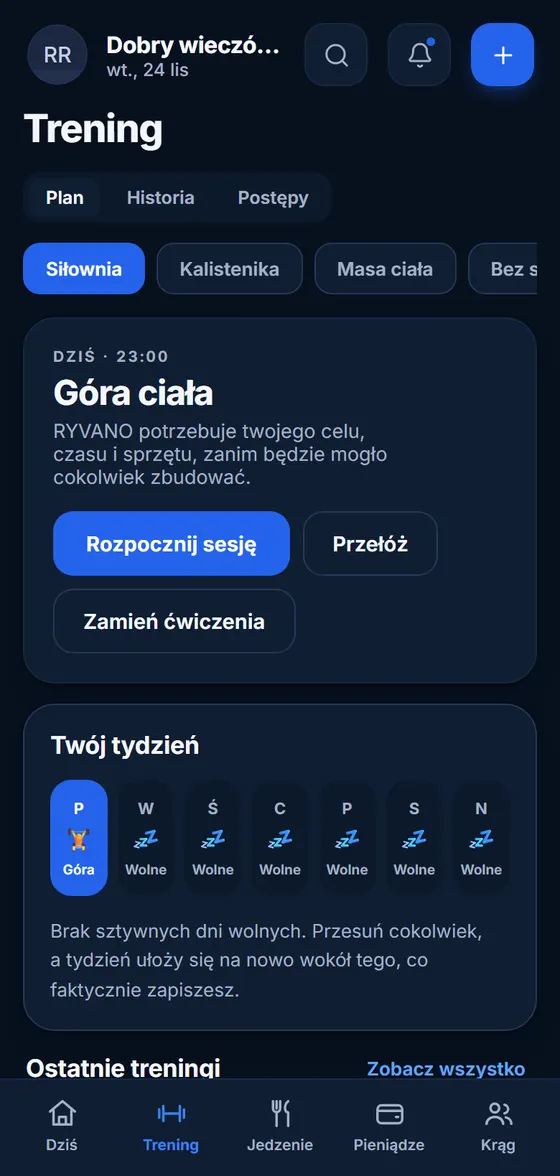 RR
Dobry wieczó...
wt., 24 lis
Trening
Plan
Historia
Postępy
Siłownia
Kalistenika
Masa ciała
Bez s
DZIŚ · 23:00
Góra ciała
RYVANO potrzebuje twojego celu,
czasu i sprzętu, zanim będzie mogło
cokolwiek zbudować.
Rozpocznij sesję
Przełóż
Zamień ćwiczenia
Twój tydzień
P
W
Ś
C
P
S
N
Góra
Wolne
Wolne
Wolne
Wolne
Wolne
Wolne
Brak sztywnych dni wolnych. Przesuń cokolwiek,
a tydzień ułoży się na nowo wokół tego, co
faktycznie zapiszesz.
Ostatnie treningi
Zobacz wszystko
Dziś
Trening
Jedzenie
Pieniądze
Krąg